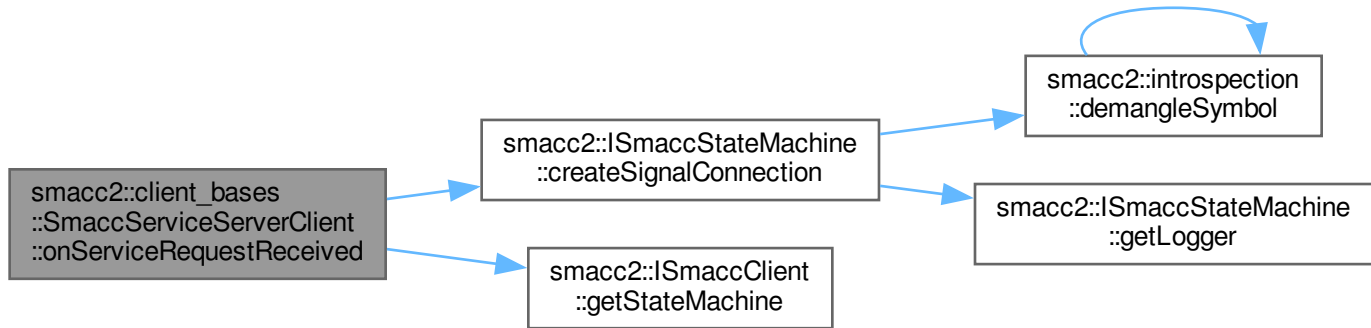 smacc2::client_bases
::SmaccServiceServerClient
::onServiceRequestReceived
smacc2::ISmaccStateMachine
::createSignalConnection
smacc2::introspection
::demangleSymbol
smacc2::ISmaccStateMachine
::getLogger
smacc2::ISmaccClient
::getStateMachine